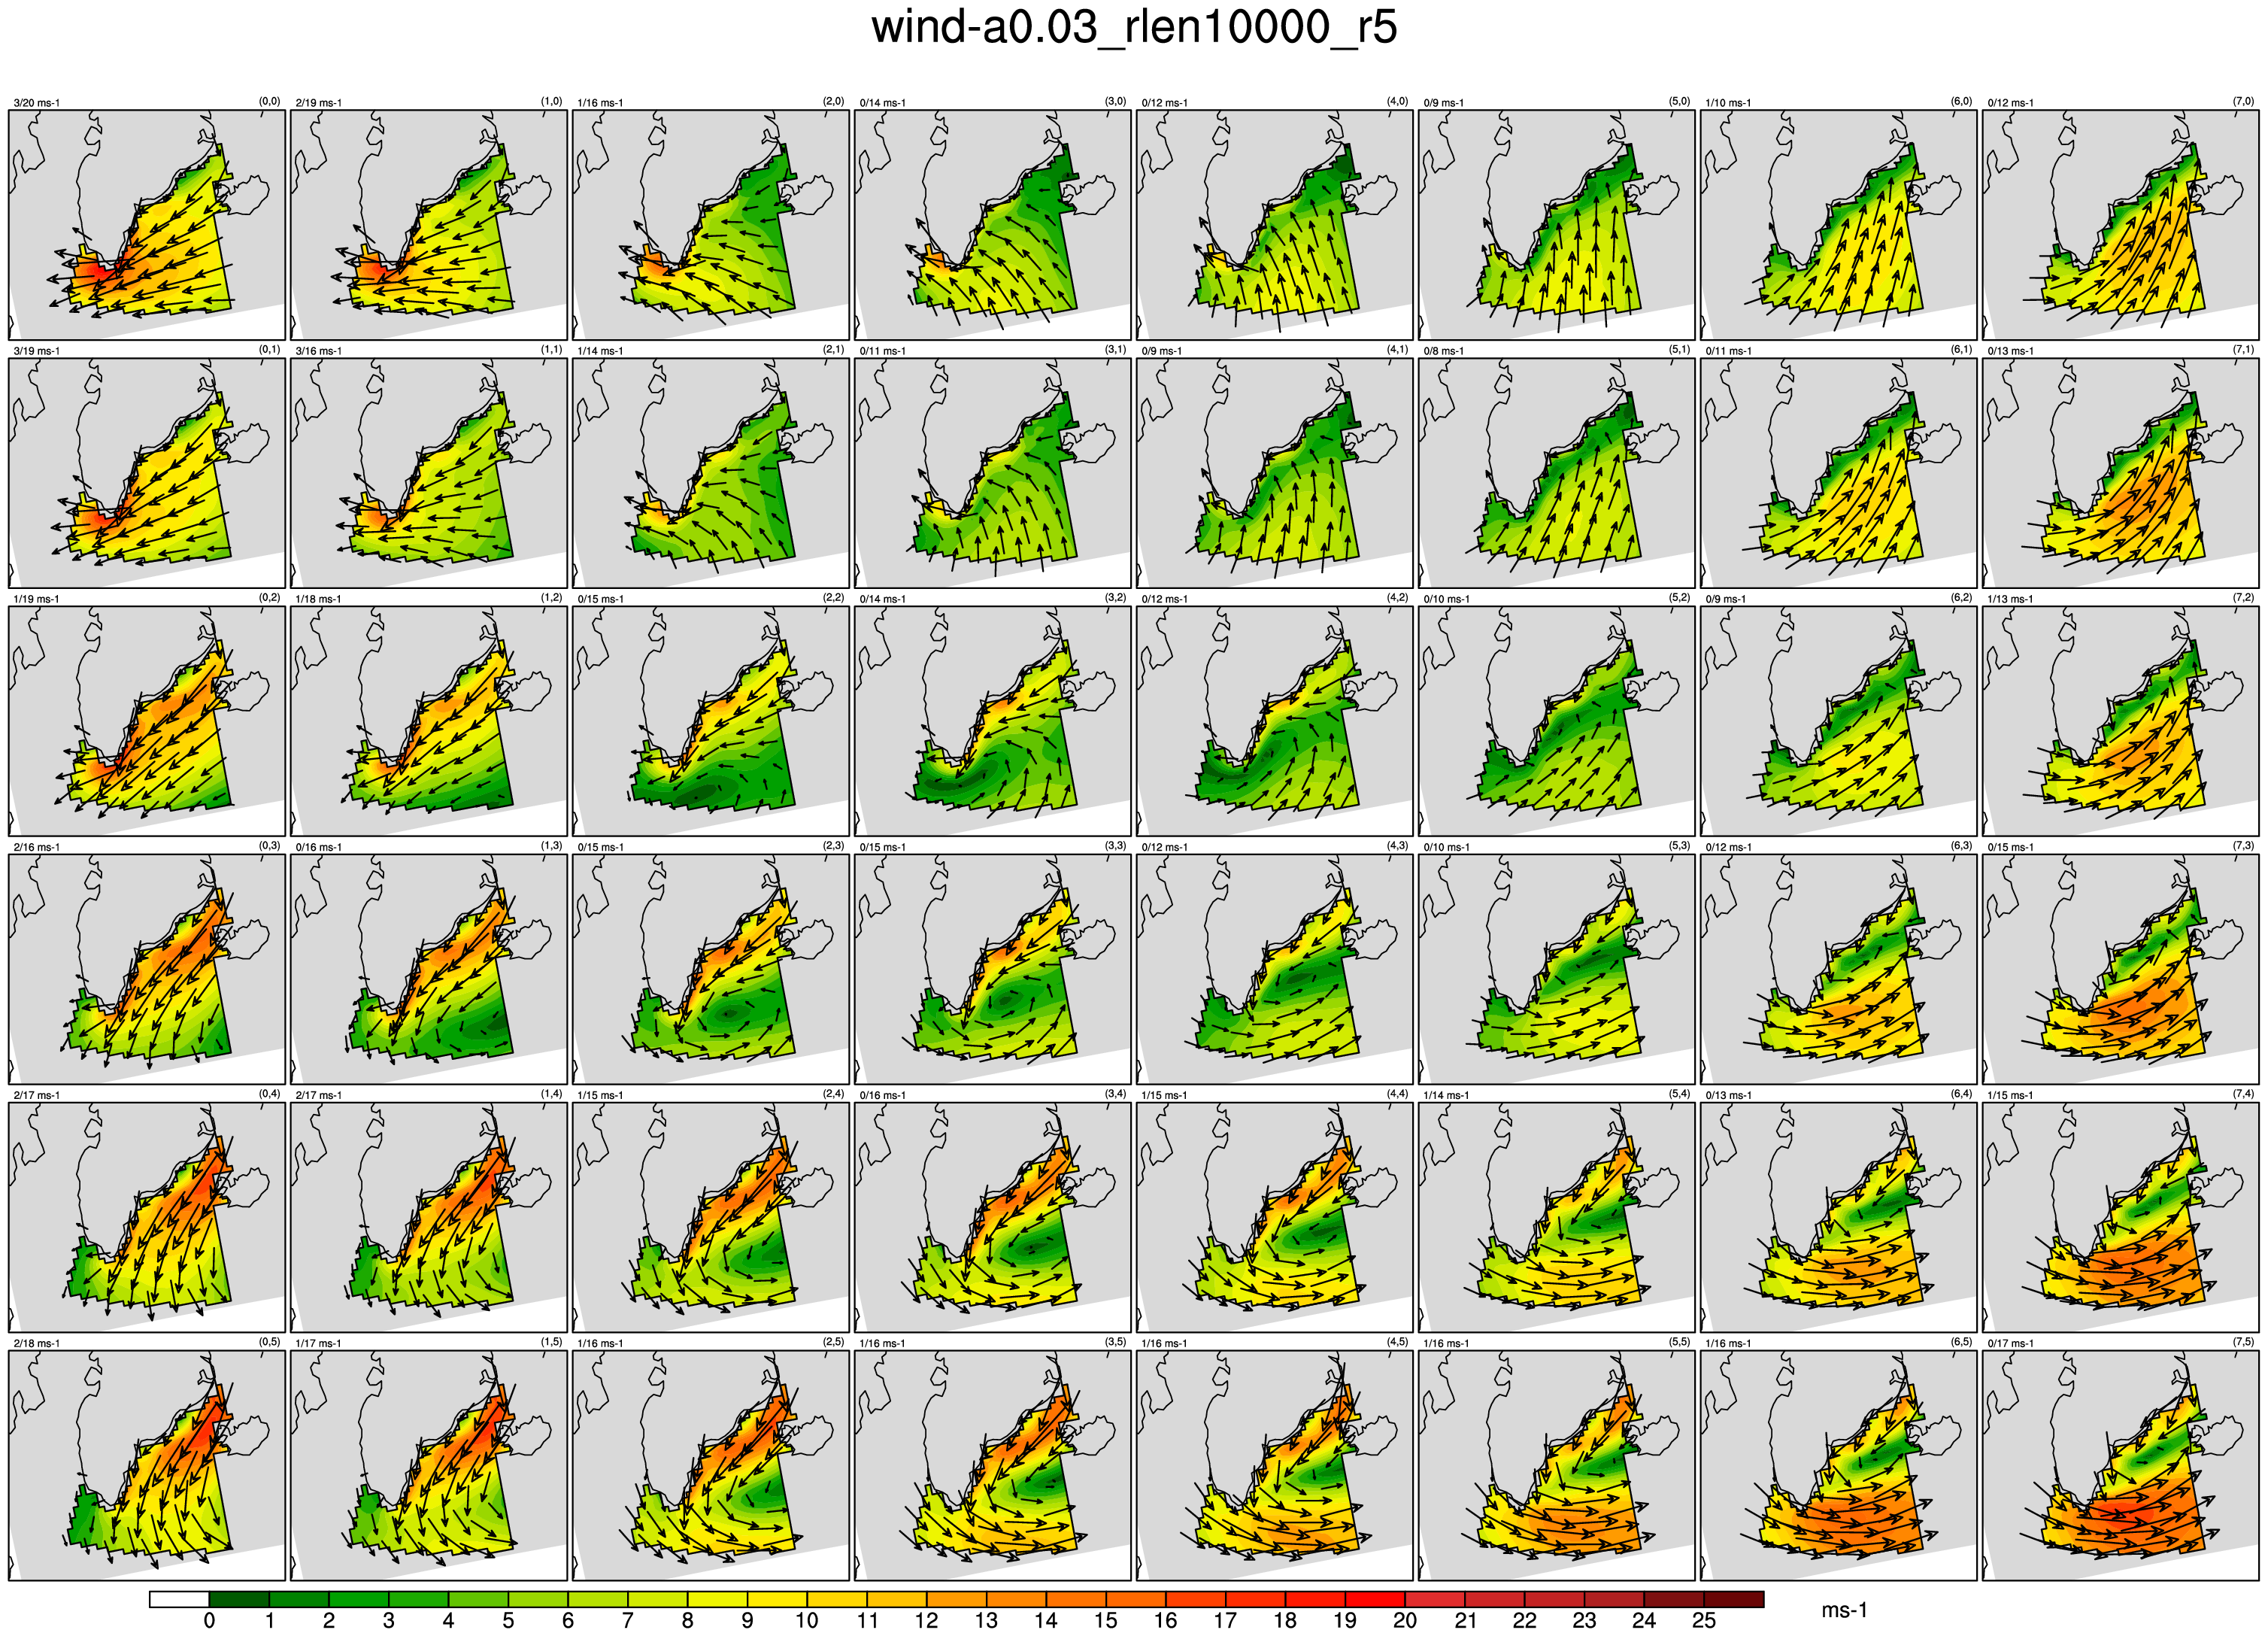 wind-a0.03_rlen10000_r5
3/20 ms-1 (0,0) 2/19 ms-1 (1,0) 1/16 ms-1 (2,0) 0/14 ms-1 (3,0) 0/12 ms-1 (4,0) 0/9 ms-1 (5,0) 1/10 ms-1 (6,0) 0/12 ms-1 (7,0)
3/19 ms-1 (0,1) 3/16 ms-1 (1,1) 1/14 ms-1 (2,1) 0/11 ms-1 (3,1) 0/9 ms-1 (4,1) 0/8 ms-1 (5,1) 0/11 ms-1 (6,1) 0/13 ms-1 (7,1)
1/19 ms-1 (0,2) 1/18 ms-1 (1,2) 0/15 ms-1 (2,2) 0/14 ms-1 (3,2) 0/12 ms-1 (4,2) 0/10 ms-1 (5,2) 0/9 ms-1 (6,2) 1/13 ms-1 (7,2)
2/16 ms-1 (0,3) 0/16 ms-1 (1,3) 0/15 ms-1 (2,3) 0/15 ms-1 (3,3) 0/12 ms-1 (4,3) 0/10 ms-1 (5,3) 0/12 ms-1 (6,3) 0/15 ms-1 (7,3)
2/17 ms-1 (0,4) 2/17 ms-1 (1,4) 1/15 ms-1 (2,4) 0/16 ms-1 (3,4) 1/15 ms-1 (4,4) 1/14 ms-1 (5,4) 0/13 ms-1 (6,4) 1/15 ms-1 (7,4)
2/18 ms-1 (0,5) 1/17 ms-1 (1,5) 1/16 ms-1 (2,5) 1/16 ms-1 (3,5) 1/16 ms-1 (4,5) 1/16 ms-1 (5,5) 1/16 ms-1 (6,5) 0/17 ms-1 (7,5)
0 1 2 3 4 5 6 7 8 9 10 11 12 13 14 15 16 17 18 19 20 21 22 23 24 25 ms-1